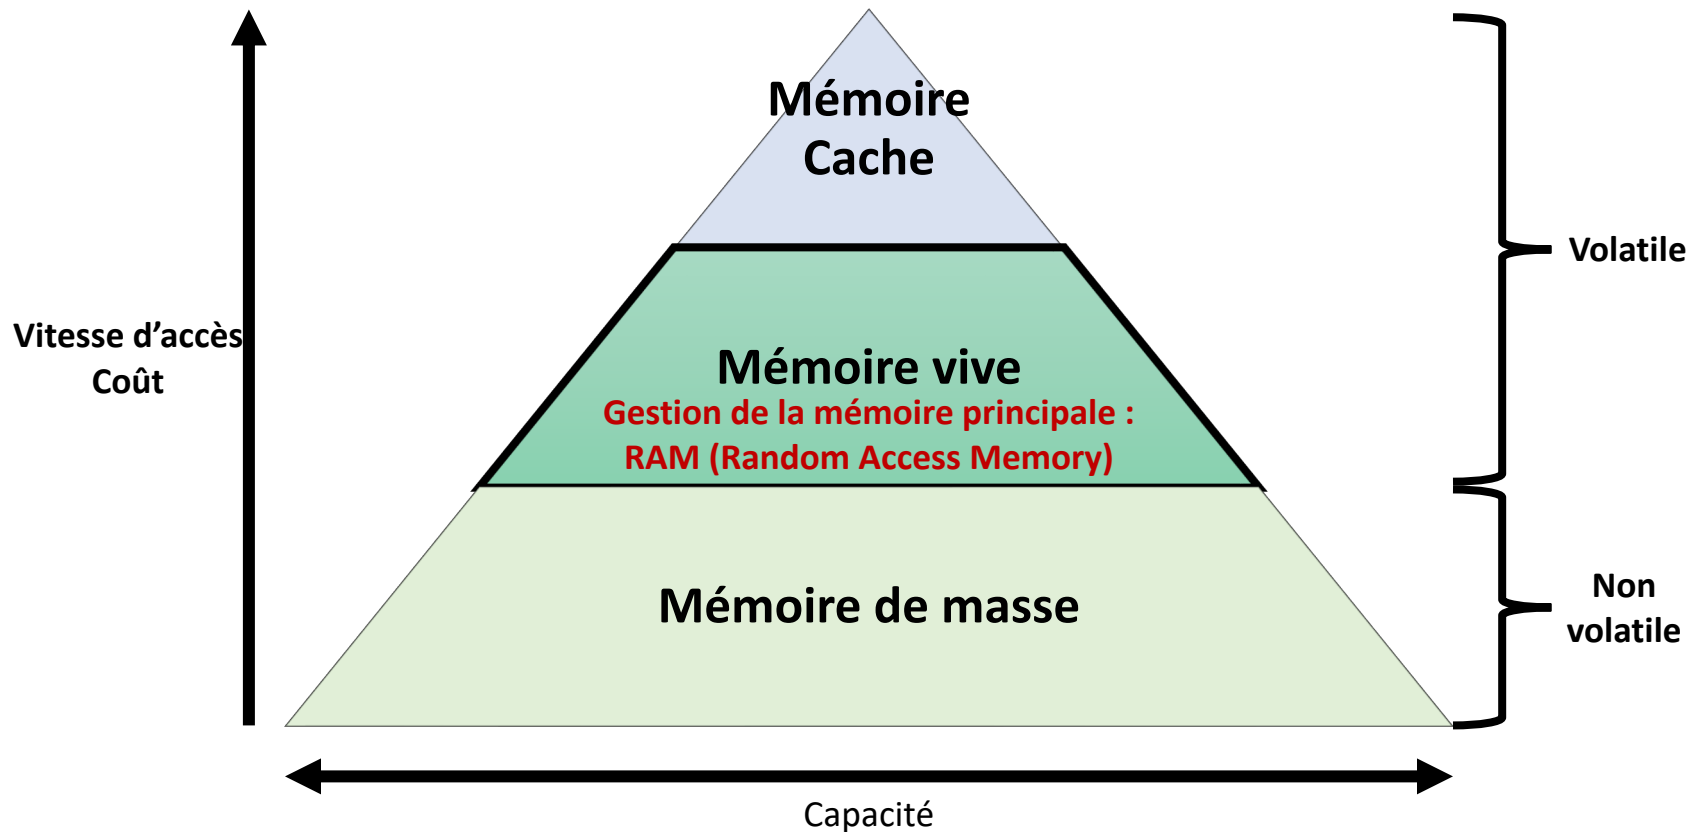 Mémoire
Cache
Volatile
Vitesse d’accès
Coût
Mémoire vive
Gestion de la mémoire principale :
RAM (Random Access Memory)
Mémoire de masse
Non
volatile
Capacité